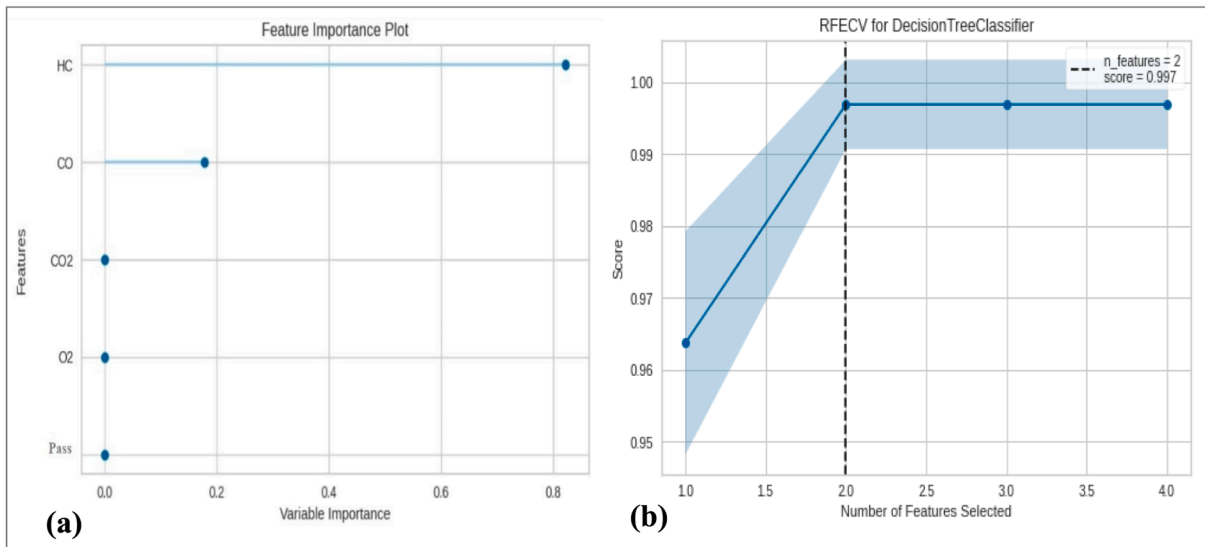 Feature Importance Plot
HC
CO
CO2
O2
Pass
Features
0.0 0.2 0.4 0.6 0.8
Variable Importance
(a)
RFECV for DecisionTreeClassifier
n_features = 2
score = 0.997
1.00
0.99
0.98
0.97
0.96
0.95
Score
1.0 1.5 2.0 2.5 3.0 3.5 4.0
Number of Features Selected
(b)